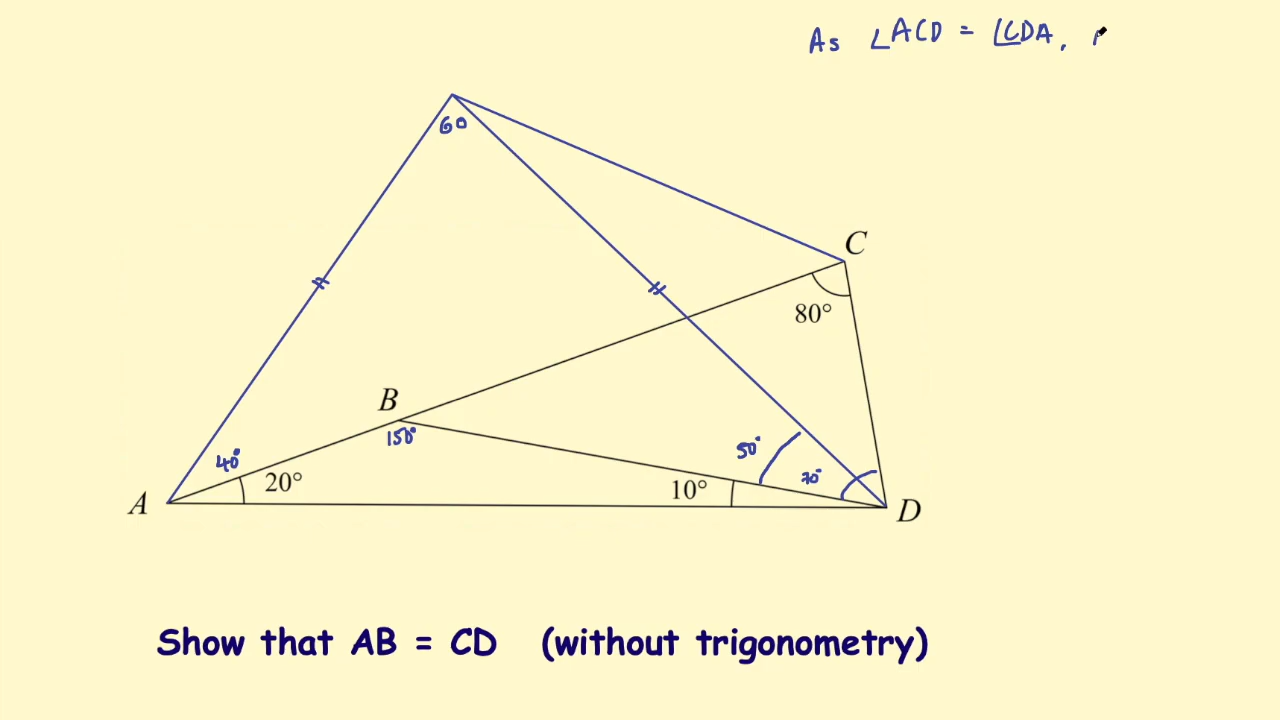 As ∠ACD = ∠CDA,
60
C
80°
B
150°
50°
70°
40°
20°
10°
A
D
Show that AB = CD (without trigonometry)